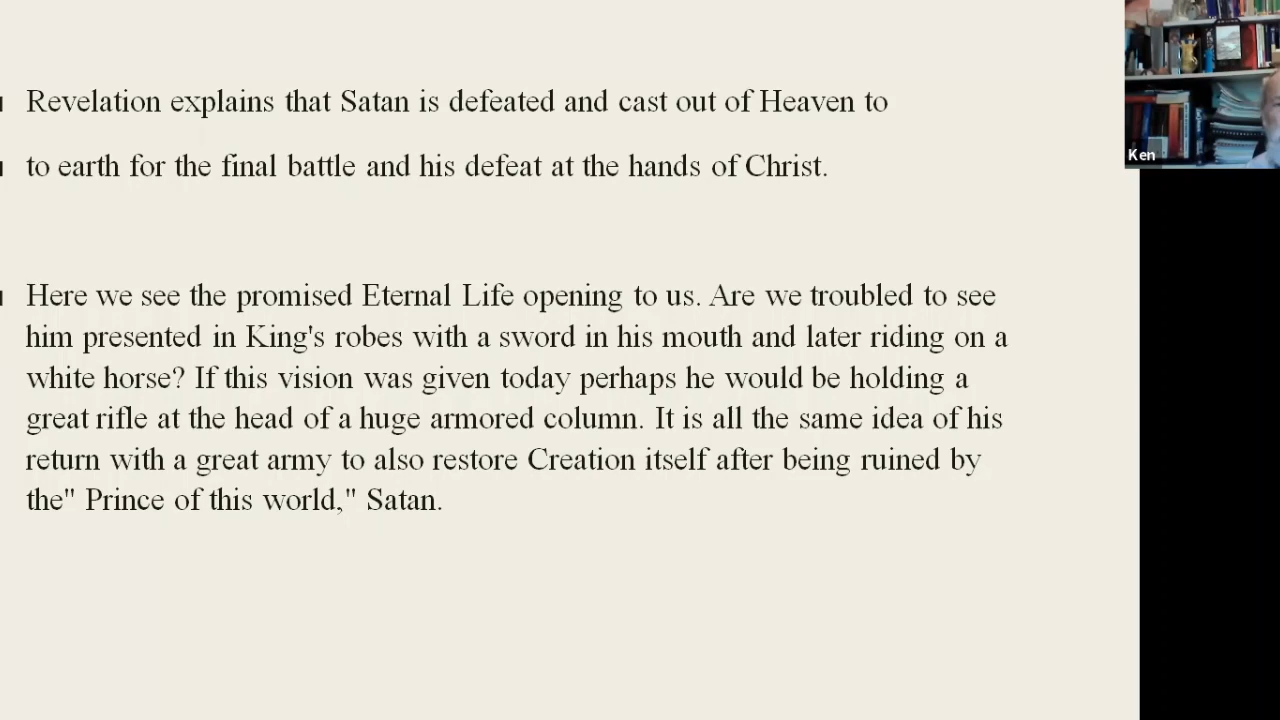 Revelation explains that Satan is defeated and cast out of Heaven to
to earth for the final battle and his defeat at the hands of Christ.
Here we see the promised Eternal Life opening to us. Are we troubled to see
him presented in King's robes with a sword in his mouth and later riding on a
white horse? If this vision was given today perhaps he would be holding a
great rifle at the head of a huge armored column. It is all the same idea of his
return with a great army to also restore Creation itself after being ruined by
the" Prince of this world," Satan.
Ken